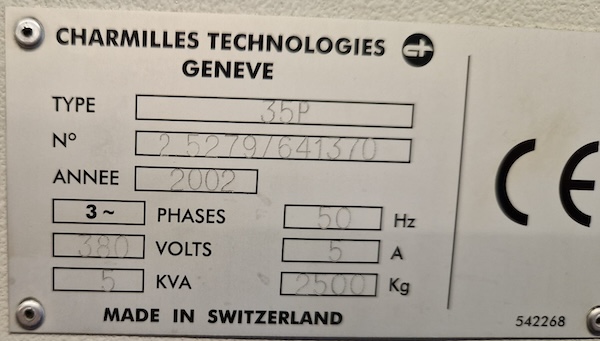 CHARMILLES TECHNOLOGIES
GENEVE
TYPE 35P
N° 2.5279/641370
ANNEE 2002
3~ PHASES 50 Hz
380 VOLTS 5 A
5 KVA 2500 Kg
MADE IN SWITZERLAND
542268
CE